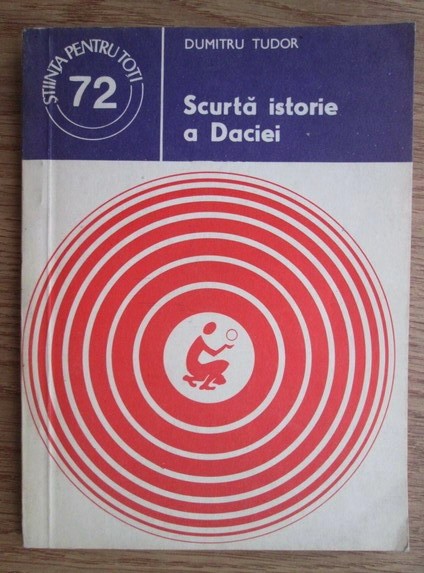 ȘTIINȚA PENTRU TOȚI
72
DUMITRU TUDOR
Scurtă istorie
a Daciei